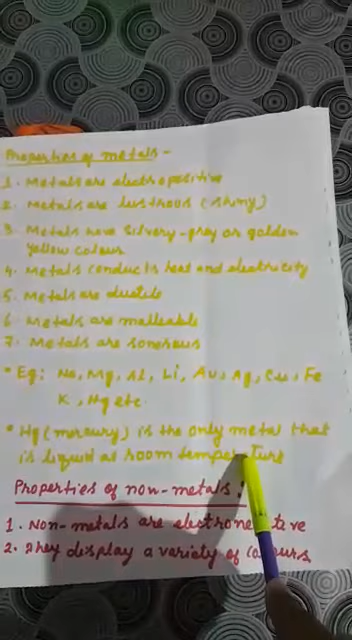 Properties of metals -
1. Metals are electropositive
2. Metals are lustrous (shiny)
3. Metals have silvery-grey or golden
yellow colour
4. Metals conducts heat and electricity
5. Metals are ductile
6. Metals are malleable
7. Metals are sonorous
• Eg: Na, Mg, Al, Li, Au, Ag, Cu, Fe
K, Hg etc.
• Hg (mercury) is the only metal that
is liquid at room temperature
Properties of non-metals:
1. Non-metals are electronegative
2. They display a variety of colours